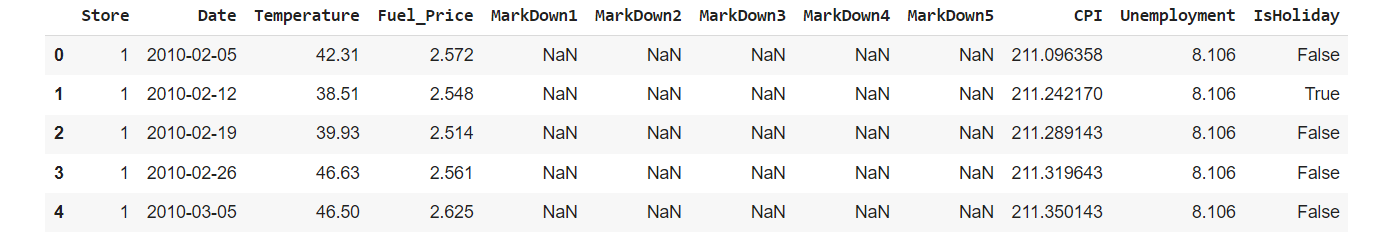 Store Date Temperature Fuel_Price MarkDown1 MarkDown2 MarkDown3 MarkDown4 MarkDown5 CPI Unemployment IsHoliday
0 1 2010-02-05 42.31 2.572 NaN NaN NaN NaN NaN 211.096358 8.106 False
1 1 2010-02-12 38.51 2.548 NaN NaN NaN NaN NaN 211.242170 8.106 True
2 1 2010-02-19 39.93 2.514 NaN NaN NaN NaN NaN 211.289143 8.106 False
3 1 2010-02-26 46.63 2.561 NaN NaN NaN NaN NaN 211.319643 8.106 False
4 1 2010-03-05 46.50 2.625 NaN NaN NaN NaN NaN 211.350143 8.106 False